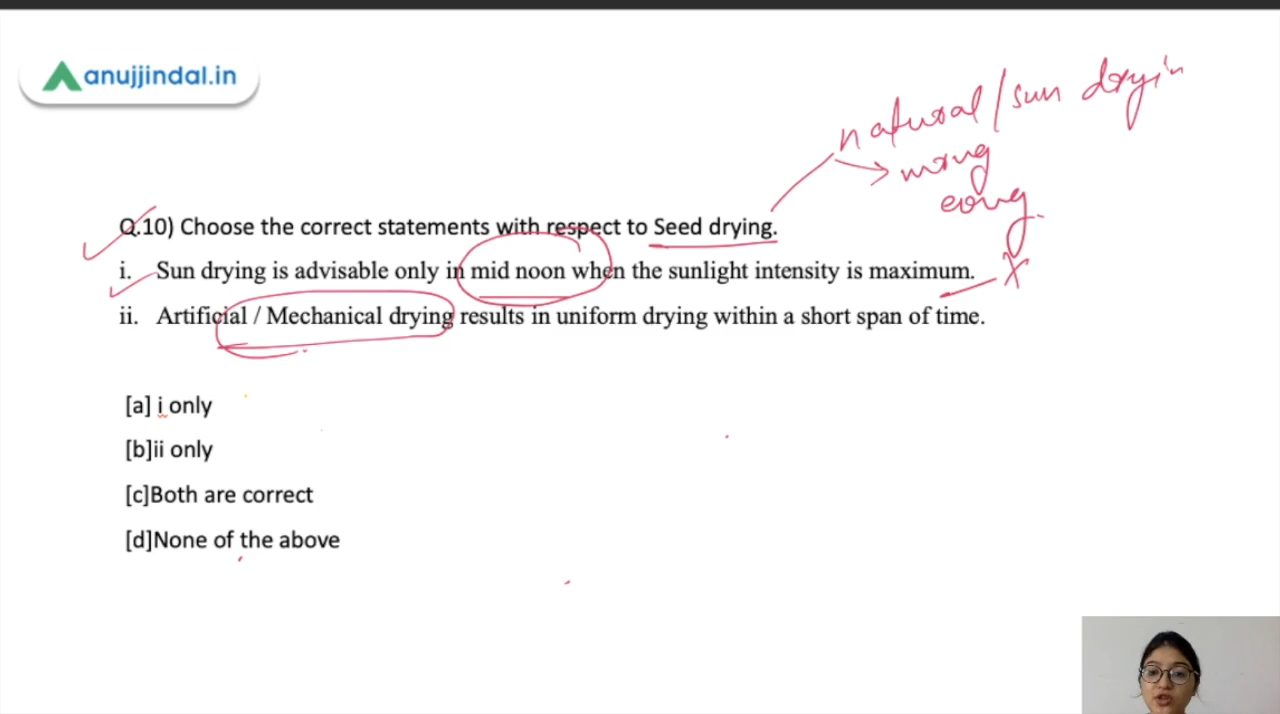 anujjindal.in
natural/sun dryin
morng
eveng
Q.10) Choose the correct statements with respect to Seed drying.
i. Sun drying is advisable only in mid noon when the sunlight intensity is maximum. X
ii. Artificial / Mechanical drying results in uniform drying within a short span of time.
[a] i only
[b]ii only
[c]Both are correct
[d]None of the above